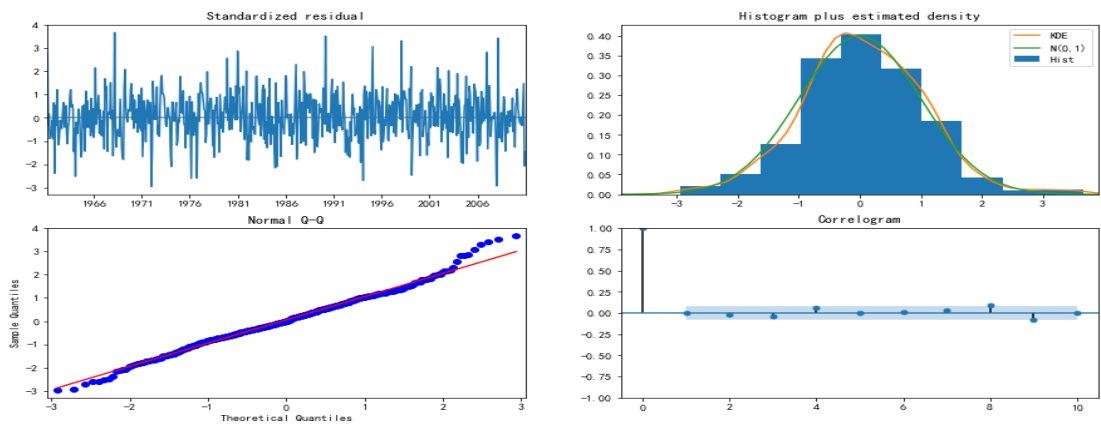 Standardized residual
4
3
2
1
0
-1
-2
-3
1966 1971 1976 1981 1986 1991 1996 2001 2006
Histogram plus estimated density
KDE
N(0,1)
Hist
0.40
0.35
0.30
0.25
0.20
0.15
0.10
0.05
0.00
-3 -2 -1 0 1 2 3
Normal Q-Q
Sample Quantiles
4
3
2
1
0
-1
-2
-3
-3 -2 -1 0 1 2 3
Theoretical Quantiles
Correlogram
1.00
0.75
0.50
0.25
0.00
-0.25
-0.50
-0.75
-1.00
0 2 4 6 8 10